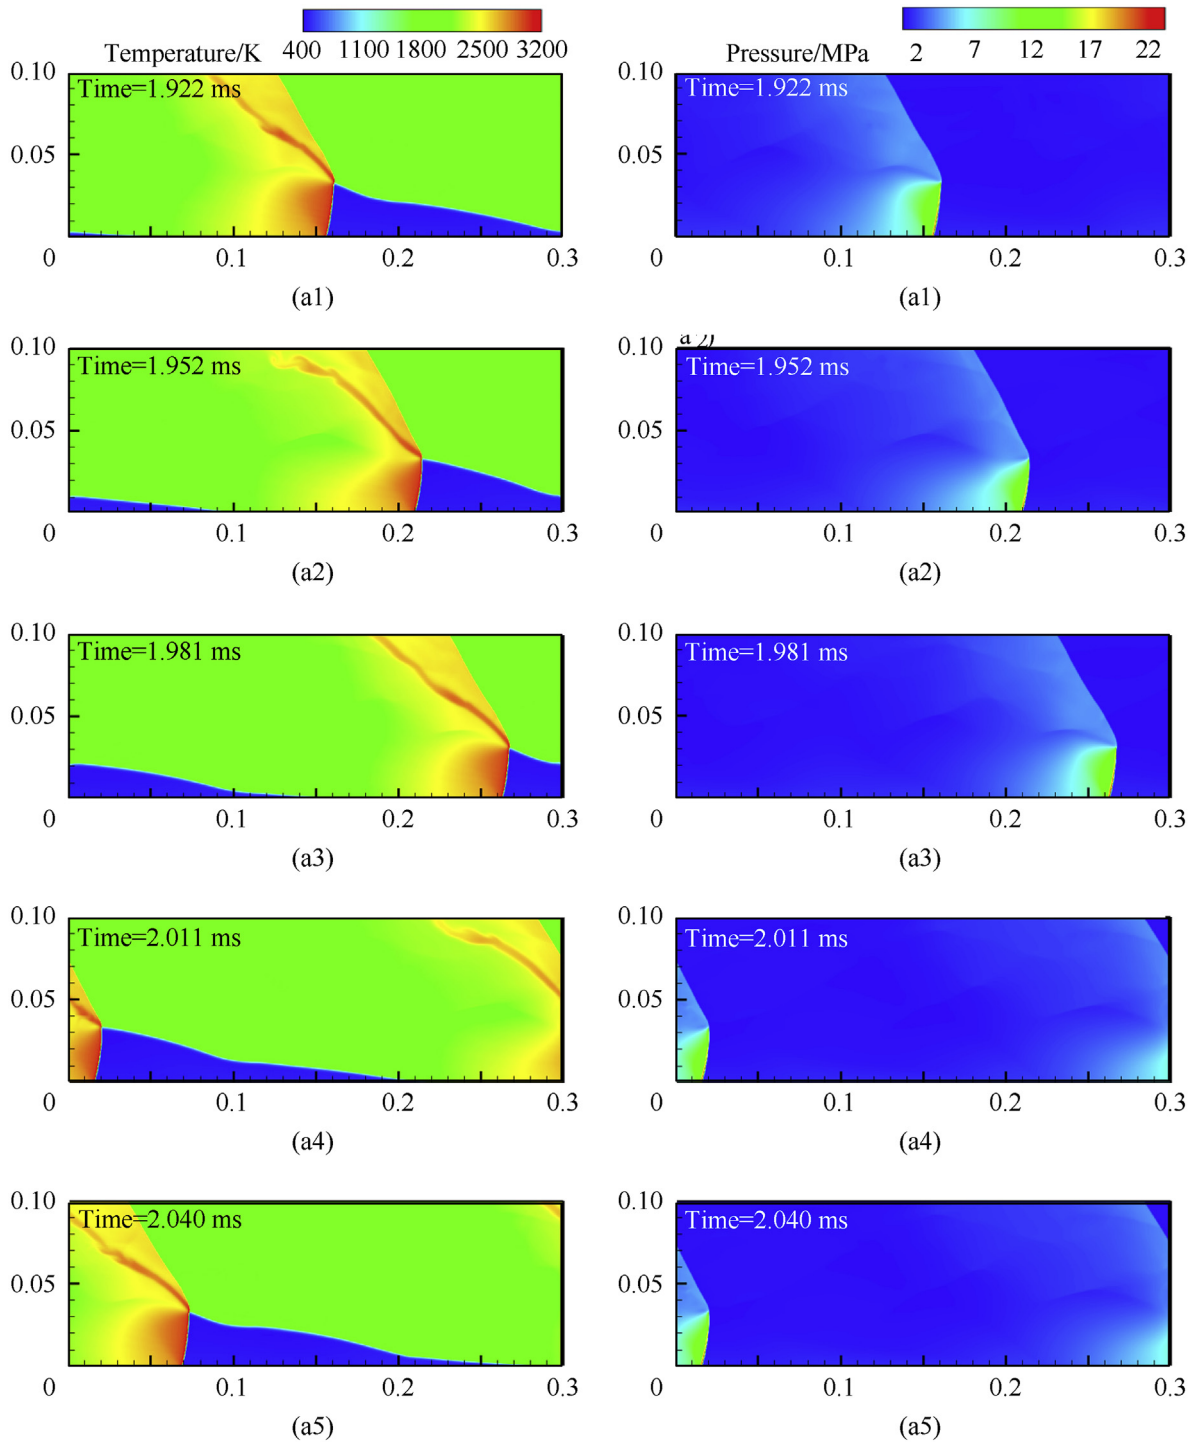 Temperature/K
400 1100 1800 2500 3200
Pressure/MPa
2 7 12 17 22
0.10 Time=1.922 ms
0.05
0 0.1 0.2 0.3
(a1)
0.10 Time=1.922 ms
0.05
0 0.1 0.2 0.3
(a1)
0.10 Time=1.952 ms
0.05
0 0.1 0.2 0.3
(a2)
a 2)
0.10 Time=1.952 ms
0.05
0 0.1 0.2 0.3
(a2)
0.10 Time=1.981 ms
0.05
0 0.1 0.2 0.3
(a3)
0.10 Time=1.981 ms
0.05
0 0.1 0.2 0.3
(a3)
0.10 Time=2.011 ms
0.05
0 0.1 0.2 0.3
(a4)
0.10 Time=2.011 ms
0.05
0 0.1 0.2 0.3
(a4)
0.10 Time=2.040 ms
0.05
0 0.1 0.2 0.3
(a5)
0.10 Time=2.040 ms
0.05
0 0.1 0.2 0.3
(a5)